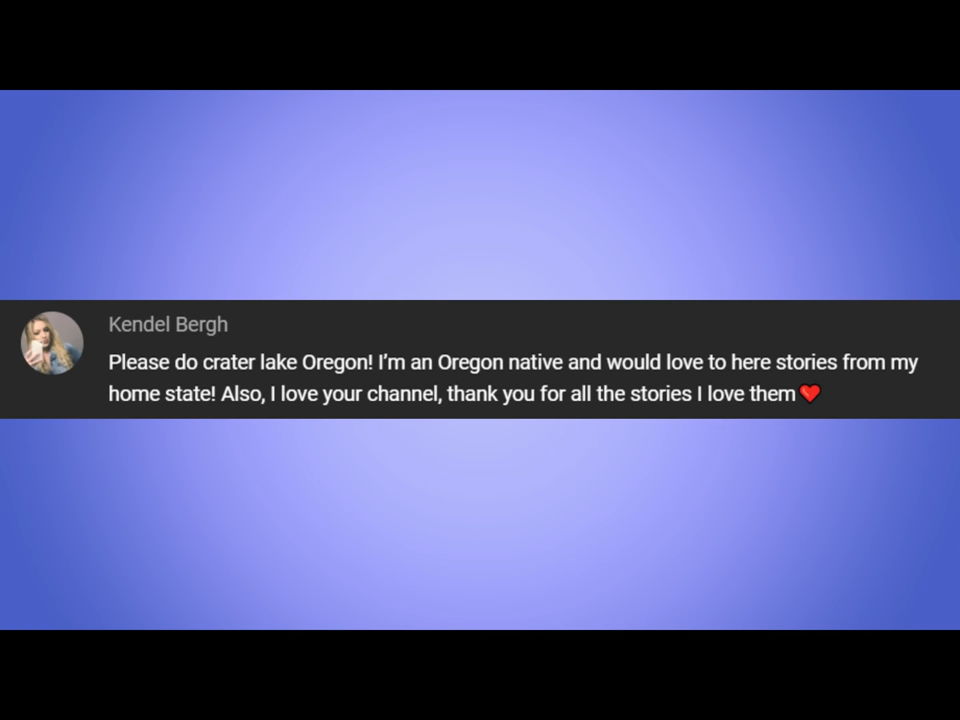 Kendel Bergh
Please do crater lake Oregon! I’m an Oregon native and would love to here stories from my
home state! Also, I love your channel, thank you for all the stories I love them❤️